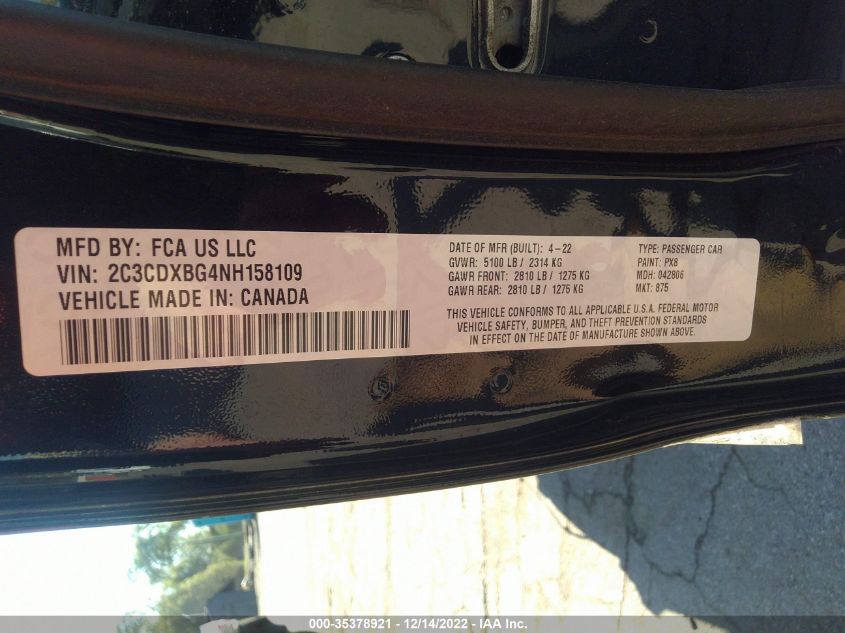 MFD BY: FCA US LLC
VIN: 2C3CDXBG4NH158109
VEHICLE MADE IN: CANADA
DATE OF MFR (BUILT): 4-22
GVWR: 5100 LB / 2314 KG
GAWR FRONT: 2810 LB / 1275 KG
GAWR REAR: 2810 LB / 1275 KG
TYPE: PASSENGER CAR
PAINT: PX8
MDH: 042906
MKT: 875
THIS VEHICLE CONFORMS TO ALL APPLICABLE U.S.A. FEDERAL MOTOR
VEHICLE SAFETY, BUMPER, AND THEFT PREVENTION STANDARDS
IN EFFECT ON THE DATE OF MANUFACTURE SHOWN ABOVE.
000-35378921 - 12/14/2022 - IAA Inc.